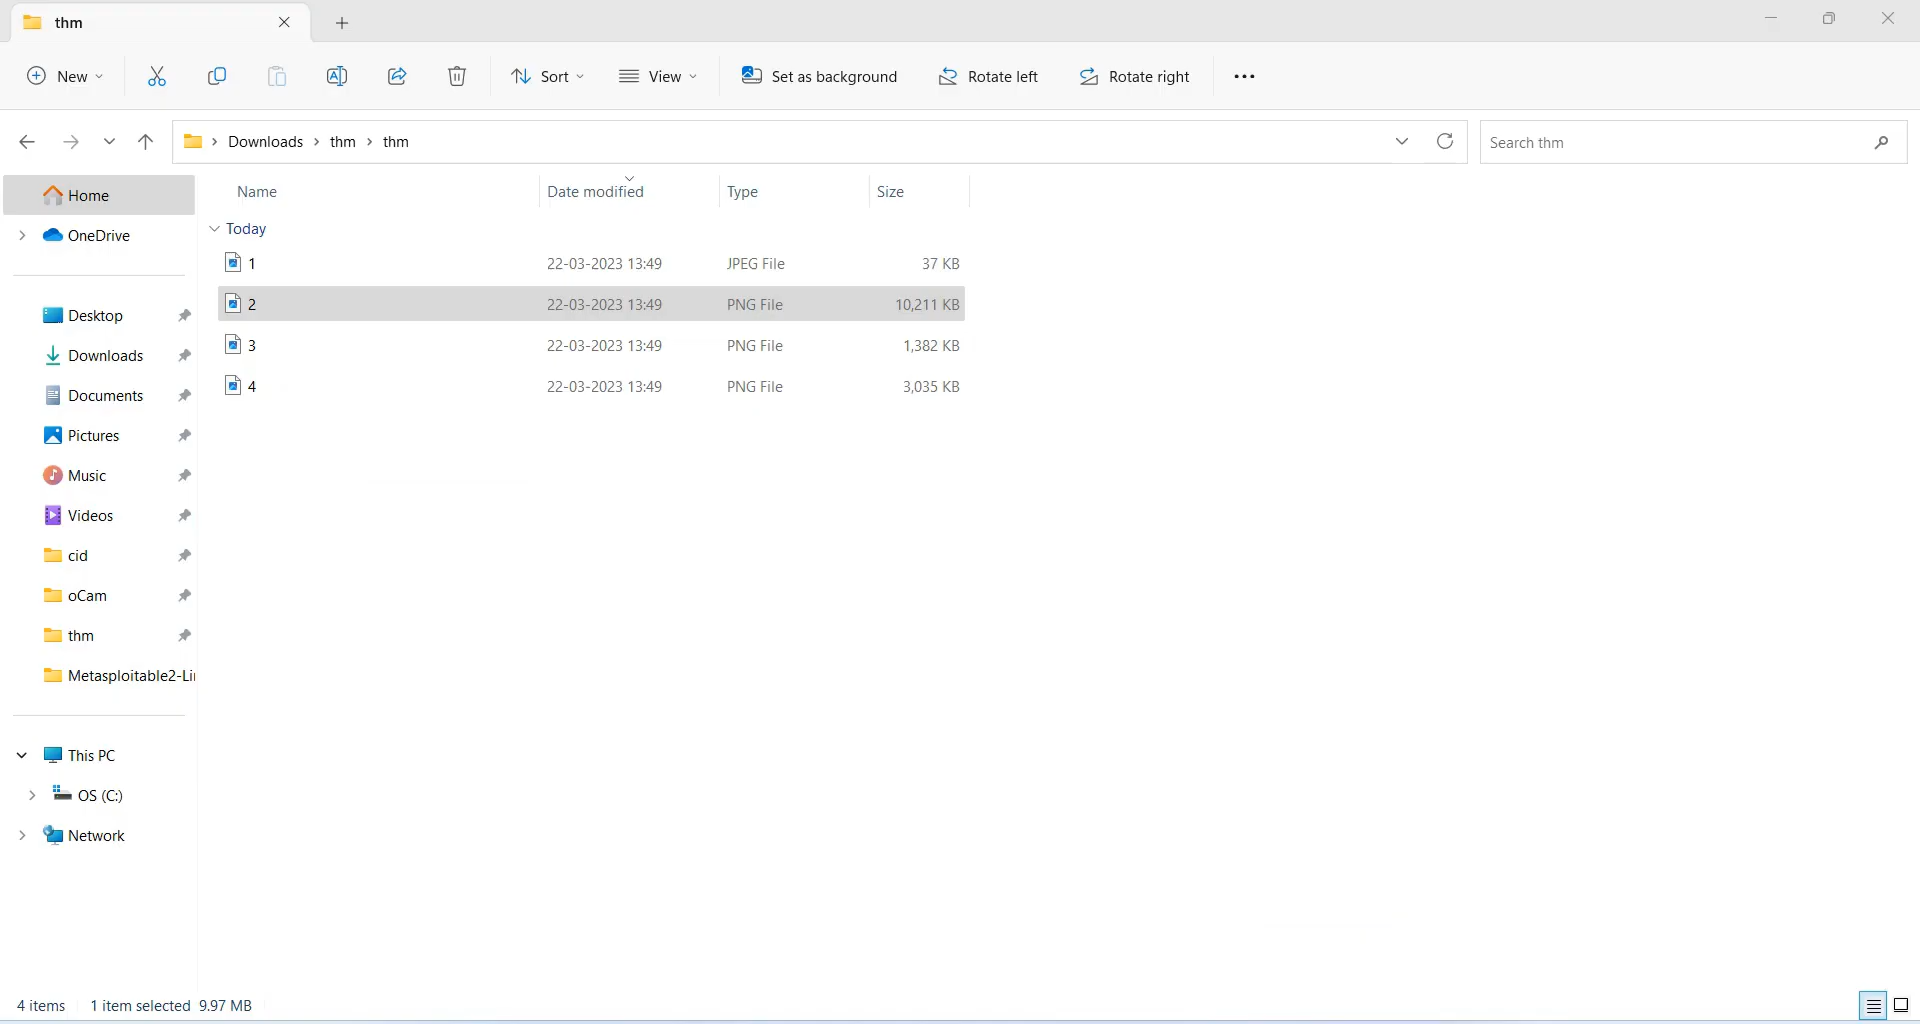 thm
New
Sort
View
Set as background
Rotate left
Rotate right
Downloads > thm > thm
Search thm
Name Date modified Type Size
Home
OneDrive
Desktop
Downloads
Documents
Pictures
Music
Videos
cid
oCam
thm
Metasploitable2-Li
This PC
OS (C:)
Network
Today
1 22-03-2023 13:49 JPEG File 37 KB
2 22-03-2023 13:49 PNG File 10,211 KB
3 22-03-2023 13:49 PNG File 1,382 KB
4 22-03-2023 13:49 PNG File 3,035 KB
4 items 1 item selected 9.97 MB